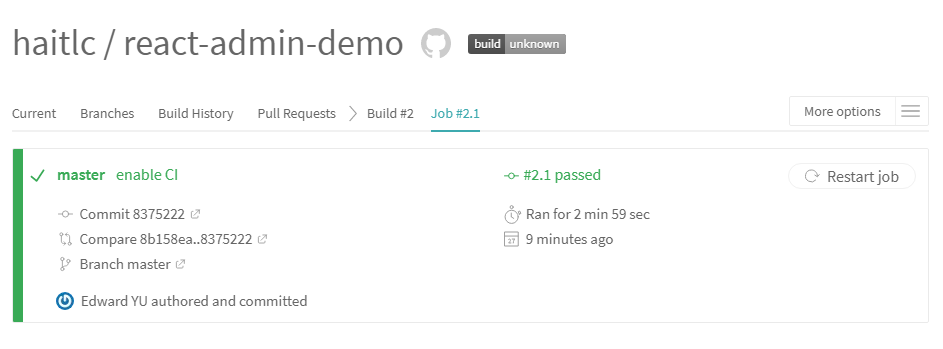 haitlc / react-admin-demo build unknown
Current Branches Build History Pull Requests Build #2 Job #2.1 More options
master enable CI #2.1 passed Restart job
Commit 8375222 Ran for 2 min 59 sec
Compare 8b158ea..8375222 27 9 minutes ago
Branch master
Edward YU authored and committed